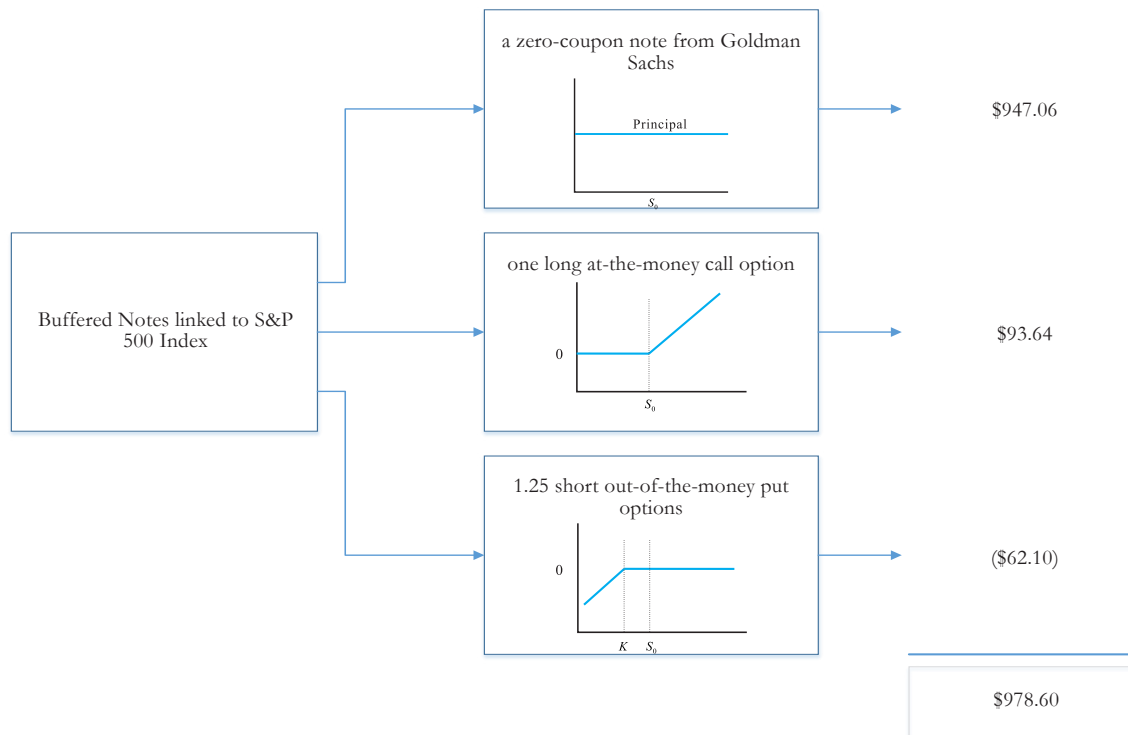 a zero-coupon note from Goldman
Sachs
Principal
S₀
$947.06
Buffered Notes linked to S&P
500 Index
one long at-the-money call option
0
S₀
$93.64
1.25 short out-of-the-money put
options
0
K S₀
($62.10)
$978.60